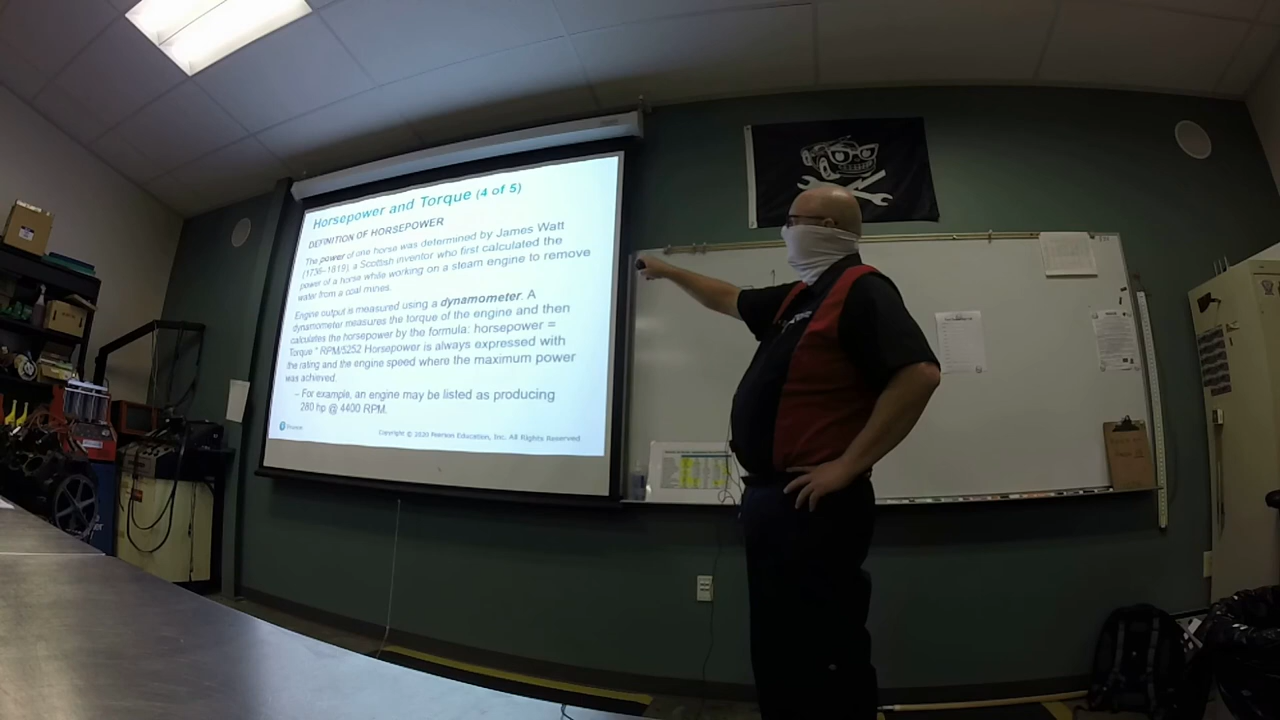 Horsepower and Torque (4 of 5)
DEFINITION OF HORSEPOWER
The power of one horse was determined by James Watt
(1736-1819), a Scottish inventor who first calculated the
power of a horse while working on a steam engine to remove
water from a coal mines.
Engine output is measured using a dynamometer. A
dynamometer measures the torque of the engine and then
calculates the horsepower by the formula: horsepower =
Torque * RPM/5252 Horsepower is always expressed with
the rating and the engine speed where the maximum power
was achieved.
– For example, an engine may be listed as producing
280 hp @ 4400 RPM.
Pearson
Copyright © 2020 Pearson Education, Inc. All Rights Reserved